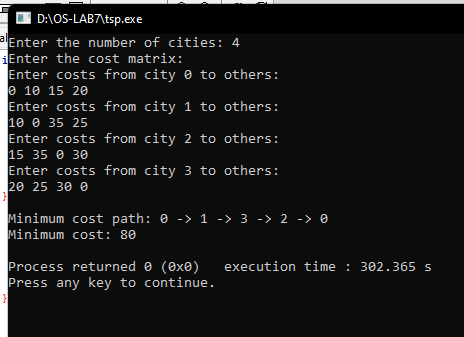 D:\OS-LAB7\tsp.exe
Enter the number of cities: 4
Enter the cost matrix:
Enter costs from city 0 to others:
0 10 15 20
Enter costs from city 1 to others:
10 0 35 25
Enter costs from city 2 to others:
15 35 0 30
Enter costs from city 3 to others:
20 25 30 0
}
Minimum cost path: 0 -> 1 -> 3 -> 2 -> 0
Minimum cost: 80
Process returned 0 (0x0)   execution time : 302.365 s
Press any key to continue.
}